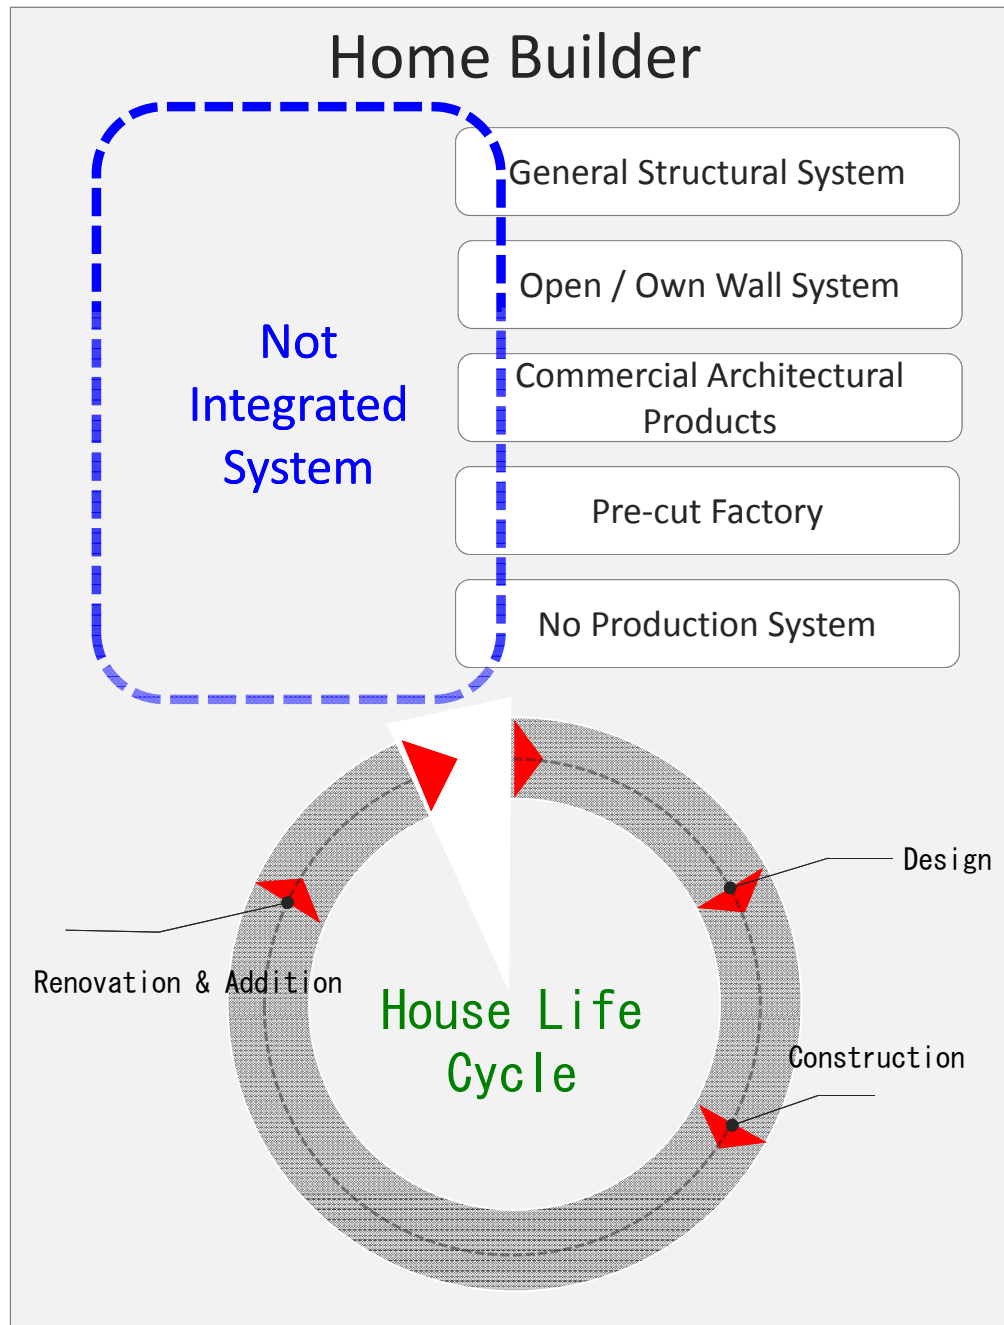 Home Builder
General Structural System
Open / Own Wall System
Not
Integrated
System
Commercial Architectural
Products
Pre-cut Factory
No Production System
Design
Renovation & Addition
House Life
Cycle
Construction